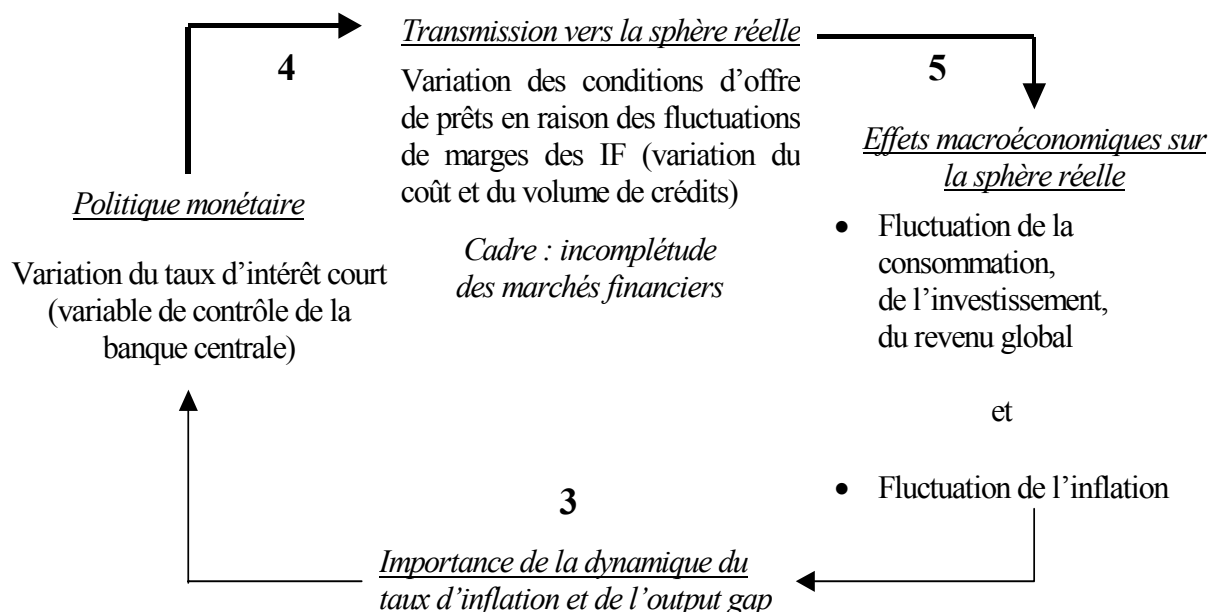 Transmission vers la sphère réelle
4
5
Variation des conditions d’offre
de prêts en raison des fluctuations
de marges des IF (variation du
coût et du volume de crédits)
Cadre : incomplétude
des marchés financiers
Politique monétaire
Variation du taux d’intérêt court
(variable de contrôle de la
banque centrale)
Effets macroéconomiques sur
la sphère réelle
• Fluctuation de la
consommation,
de l’investissement,
du revenu global
et
• Fluctuation de l’inflation
3
Importance de la dynamique du
taux d’inflation et de l’output gap